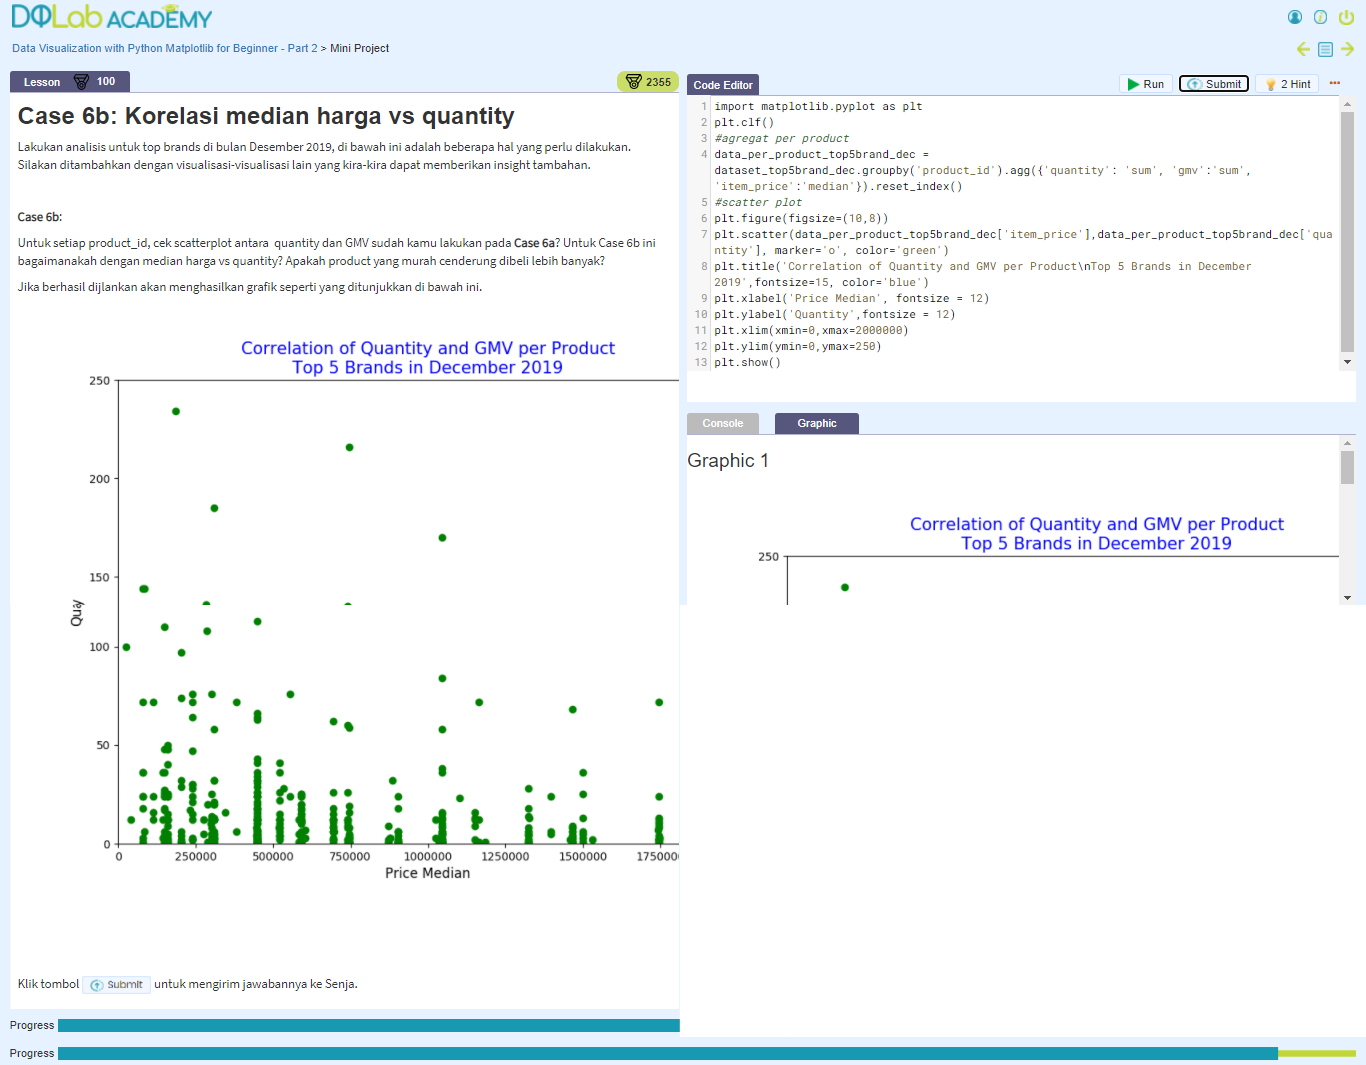 DQLab ACADEMY
Data Visualization with Python Matplotlib for Beginner - Part 2 > Mini Project
Lesson 100
2355
Case 6b: Korelasi median harga vs quantity
Lakukan analisis untuk top brands di bulan Desember 2019, di bawah ini adalah beberapa hal yang perlu dilakukan.
Silakan ditambahkan dengan visualisasi-visualisasi lain yang kira-kira dapat memberikan insight tambahan.
Case 6b:
Untuk setiap product_id, cek scatterplot antara quantity dan GMV sudah kamu lakukan pada Case 6a? Untuk Case 6b ini
bagaimanakah dengan median harga vs quantity? Apakah product yang murah cenderung dibeli lebih banyak?
Jika berhasil dijlankan akan menghasilkan grafik seperti yang ditunjukkan di bawah ini.
Correlation of Quantity and GMV per Product
Top 5 Brands in December 2019
250
200
150
100
50
0
0 250000 500000 750000 1000000 1250000 1500000 1750000
Price Median
Klik tombol Submit untuk mengirim jawabannya ke Senja.
Progress
Code Editor
Run Submit 2 Hint
1 import matplotlib.pyplot as plt
2 plt.clf()
3 #agregat per product
4 data_per_product_top5brand_dec =
dataset_top5brand_dec.groupby('product_id').agg({'quantity': 'sum', 'gmv':'sum',
'item_price':'median'}).reset_index()
5 #scatter plot
6 plt.figure(figsize=(10,8))
7 plt.scatter(data_per_product_top5brand_dec['item_price'],data_per_product_top5brand_dec['qua
ntity'], marker='o', color='green')
8 plt.title('Correlation of Quantity and GMV per Product\nTop 5 Brands in December
2019',fontsize=15, color='blue')
9 plt.xlabel('Price Median', fontsize = 12)
10 plt.ylabel('Quantity',fontsize = 12)
11 plt.xlim(xmin=0,xmax=2000000)
12 plt.ylim(ymin=0,ymax=250)
13 plt.show()
Console Graphic
Graphic 1
Correlation of Quantity and GMV per Product
Top 5 Brands in December 2019
250
Progress